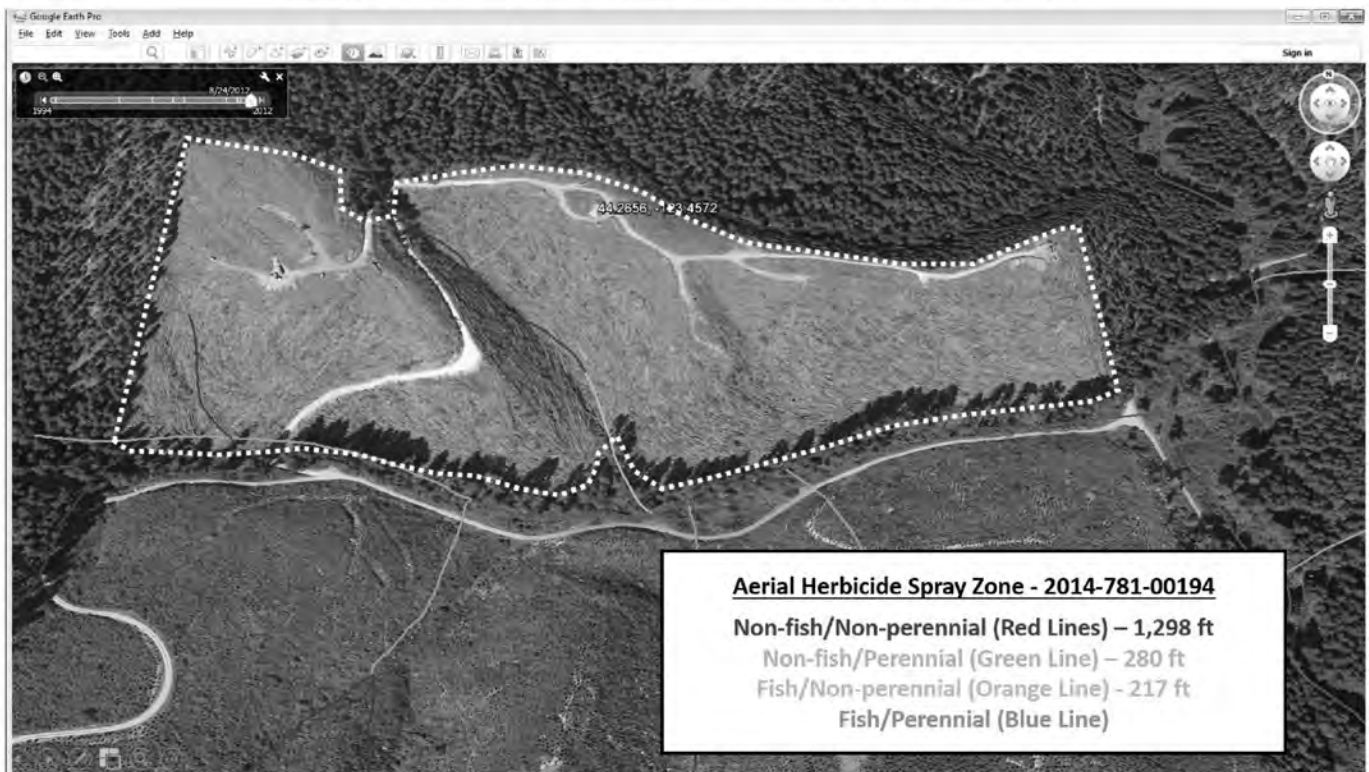 Google Earth Pro
File Edit View Tools Add Help
Sign in
8/24/2012
1994
2012
N
44.2656, -123.4572
Aerial Herbicide Spray Zone - 2014-781-00194
Non-fish/Non-perennial (Red Lines) – 1,298 ft
Non-fish/Perennial (Green Line) – 280 ft
Fish/Non-perennial (Orange Line) - 217 ft
Fish/Perennial (Blue Line)